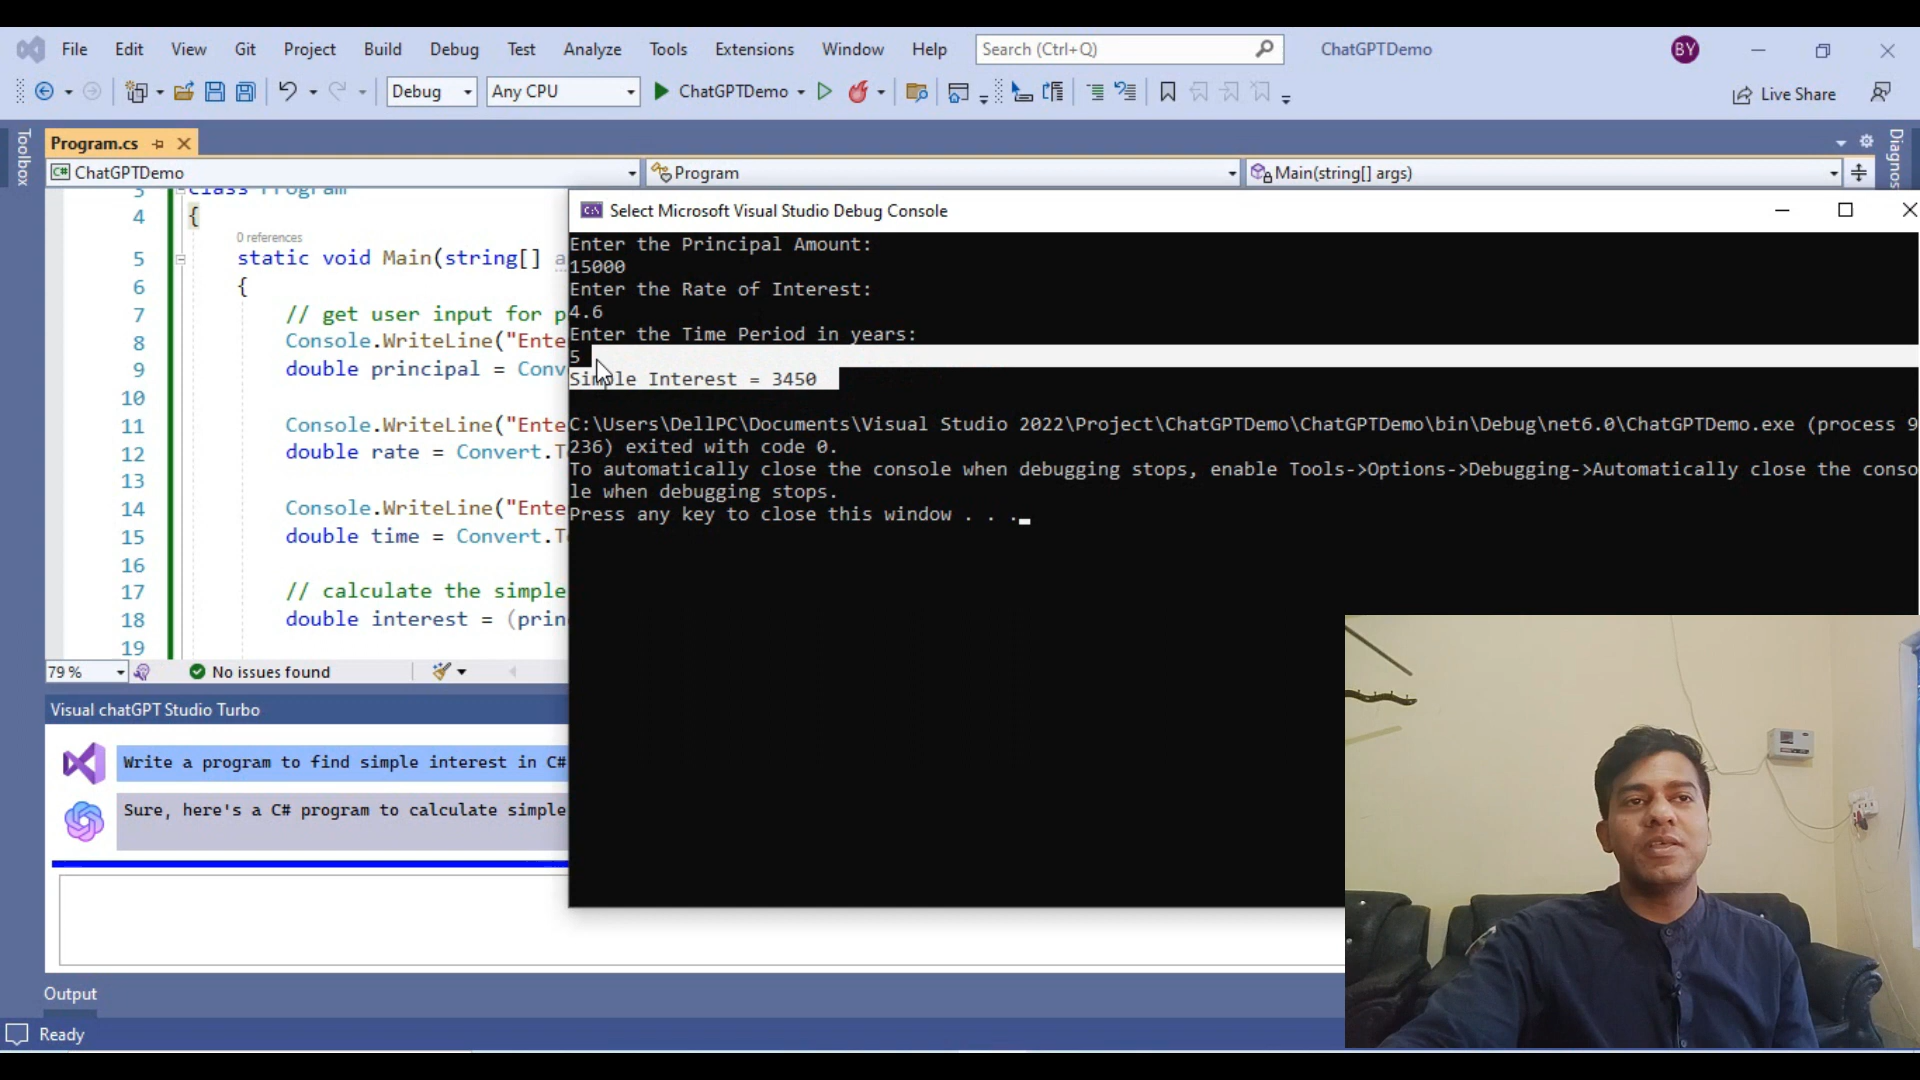 File Edit View Git Project Build Debug Test Analyze Tools Extensions Window Help Search (Ctrl+Q) ChatGPTDemo BY
Debug Any CPU ChatGPTDemo Live Share
Toolbox
Program.cs
ChatGPTDemo Program Main(string[] args)
3 class Program
4 {
0 references
5 static void Main(string[] a
6 {
7 // get user input for p
8 Console.WriteLine("Ente
9 double principal = Conv
10
11 Console.WriteLine("Ente
12 double rate = Convert.T
13
14 Console.WriteLine("Ente
15 double time = Convert.T
16
17 // calculate the simple
18 double interest = (prin
19
79 % No issues found
Select Microsoft Visual Studio Debug Console
Enter the Principal Amount:
15000
Enter the Rate of Interest:
4.6
Enter the Time Period in years:
5
Simple Interest = 3450
C:\Users\DellPC\Documents\Visual Studio 2022\Project\ChatGPTDemo\ChatGPTDemo\bin\Debug\net6.0\ChatGPTDemo.exe (process 9
236) exited with code 0.
To automatically close the console when debugging stops, enable Tools->Options->Debugging->Automatically close the conso
le when debugging stops.
Press any key to close this window . . .
Diagnos
Visual chatGPT Studio Turbo
Write a program to find simple interest in C#
Sure, here's a C# program to calculate simple
Output
Ready